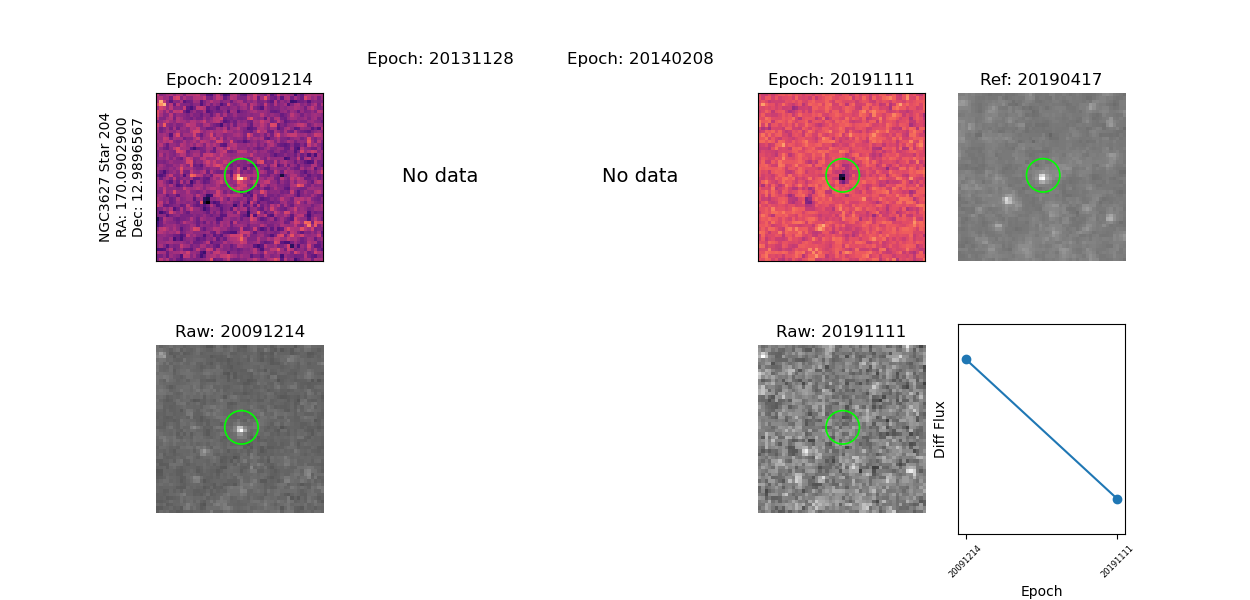 Epoch: 20091214
Epoch: 20131128
Epoch: 20140208
Epoch: 20191111
Ref: 20190417
NGC3627 Star 204
RA: 170.0902900
Dec: 12.9896567
No data
No data
Raw: 20091214
Raw: 20191111
Diff Flux
20091214
20191111
Epoch